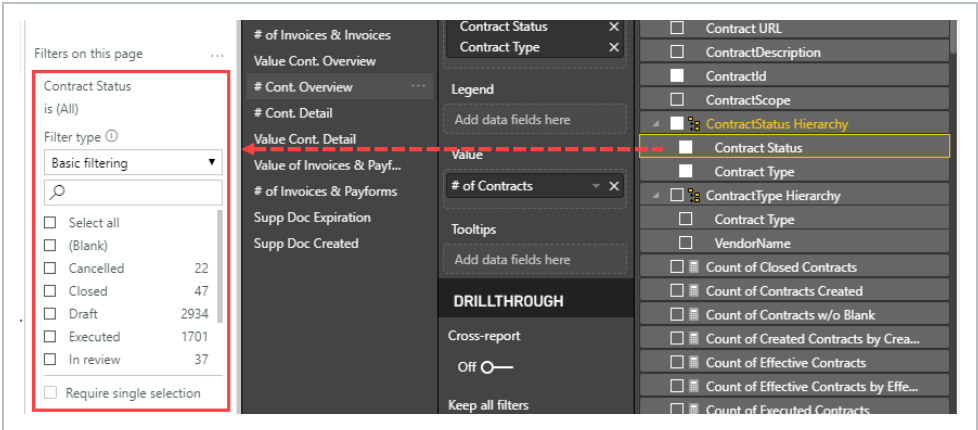 Filters on this page ...
Contract Status
is (All)
Filter type
Basic filtering
Select all
(Blank)
Cancelled 22
Closed 47
Draft 2934
Executed 1701
In review 37
Require single selection
# of Invoices & Invoices
Value Cont. Overview
# Cont. Overview ...
# Cont. Detail
Value Cont. Detail
Value of Invoices & Payf...
# of Invoices & Payforms
Supp Doc Expiration
Supp Doc Created
Contract Status
Contract Type
Legend
Add data fields here
Value
# of Contracts
Tooltips
Add data fields here
DRILLTHROUGH
Cross-report
Off
Keep all filters
Contract URL
ContractDescription
ContractId
ContractScope
ContractStatus Hierarchy
Contract Status
Contract Type
ContractType Hierarchy
Contract Type
VendorName
Count of Closed Contracts
Count of Contracts Created
Count of Contracts w/o Blank
Count of Created Contracts by Crea...
Count of Effective Contracts
Count of Effective Contracts by Effe...
Count of Executed Contracts